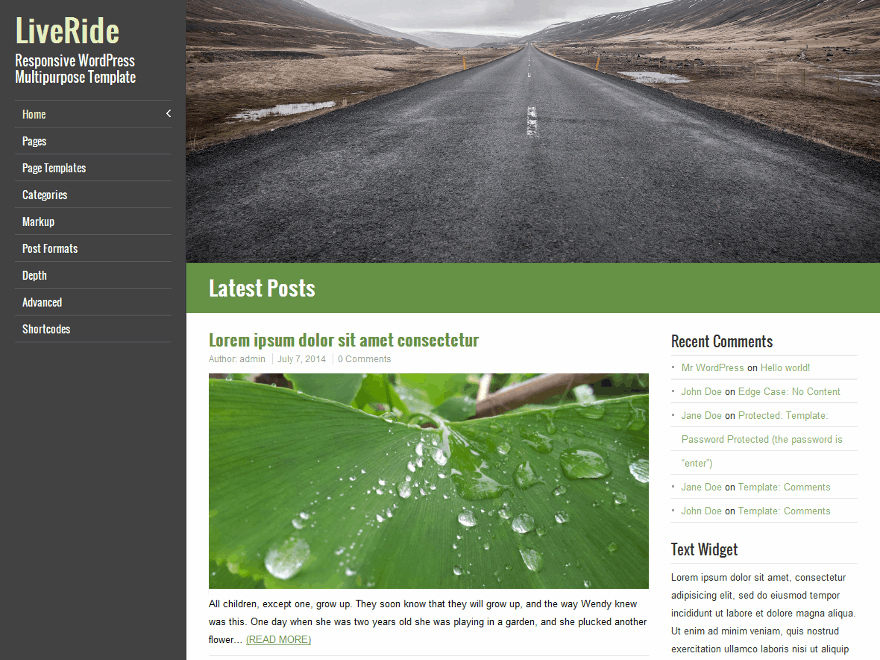 LiveRide
Responsive WordPress
Multipurpose Template
Home
Pages
Page Templates
Categories
Markup
Post Formats
Depth
Advanced
Shortcodes
Latest Posts
Lorem ipsum dolor sit amet consectetur
Author: admin | July 7, 2014 | 0 Comments
All children, except one, grow up. They soon know that they will grow up, and the way Wendy knew
was this. One day when she was two years old she was playing in a garden, and she plucked another
flower... (READ MORE)
Recent Comments
Mr WordPress on Hello world!
John Doe on Edge Case: No Content
Jane Doe on Protected: Template:
Password Protected (the password is
"enter")
Jane Doe on Template: Comments
John Doe on Template: Comments
Text Widget
Lorem ipsum dolor sit amet, consectetur
adipisicing elit, sed do eiusmod tempor
incididunt ut labore et dolore magna aliqua.
Ut enim ad minim veniam, quis nostrud
exercitation ullamco laboris nisi ut aliquip